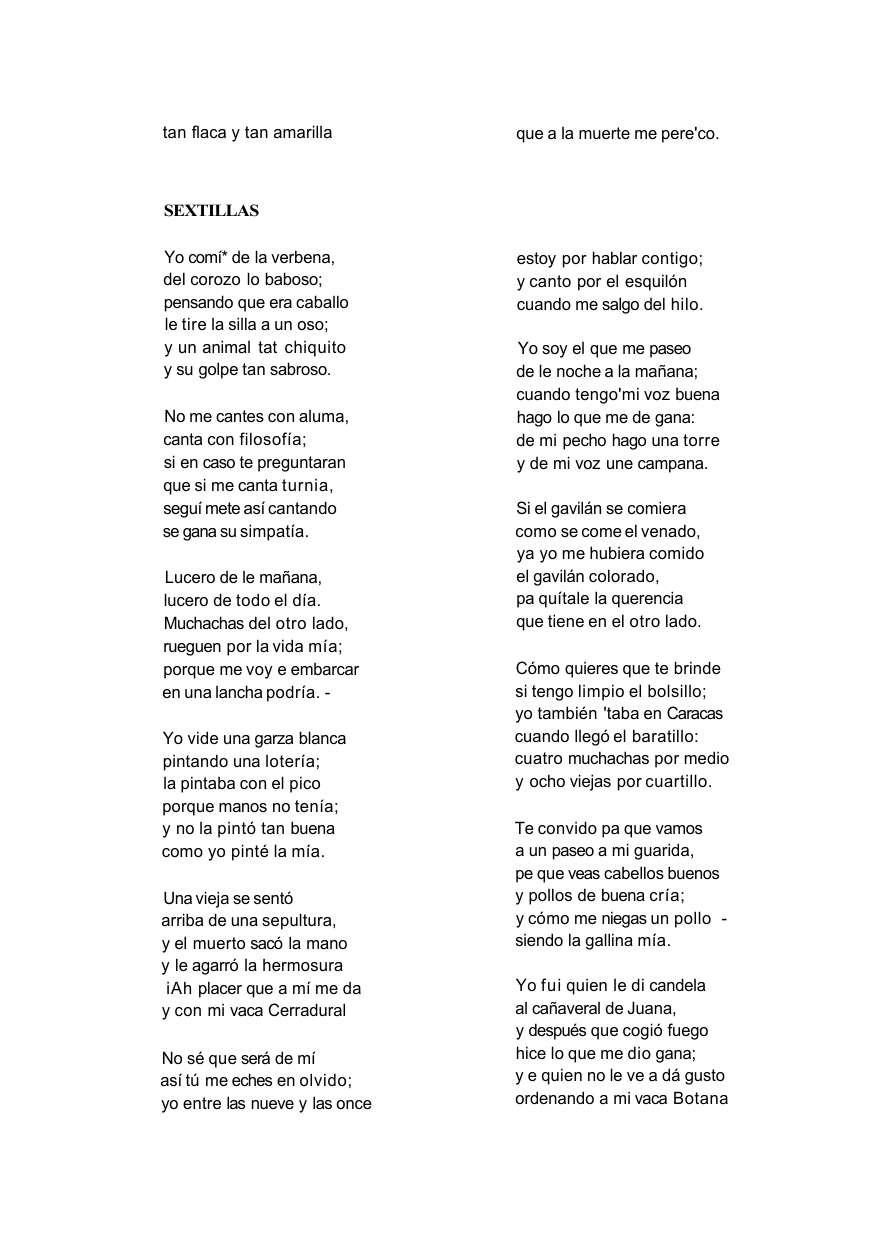 tan flaca y tan amarilla
que a la muerte me pere'co.
SEXTILLAS
Yo comí* de la verbena,
del corozo lo baboso;
pensando que era caballo
le tire la silla a un oso;
y un animal tat chiquito
y su golpe tan sabroso.
No me cantes con aluma,
canta con filosofía;
si en caso te preguntaran
que si me canta turnia,
seguí mete así cantando
se gana su simpatía.
Lucero de le mañana,
lucero de todo el día.
Muchachas del otro lado,
rueguen por la vida mía;
porque me voy e embarcar
en una lancha podría. -
Yo vide una garza blanca
pintando una lotería;
la pintaba con el pico
porque manos no tenía;
y no la pintó tan buena
como yo pinté la mía.
Una vieja se sentó
arriba de una sepultura,
y el muerto sacó la mano
y le agarró la hermosura
¡Ah placer que a mí me da
y con mi vaca Cerradural
No sé que será de mí
así tú me eches en olvido;
yo entre las nueve y las once
estoy por hablar contigo;
y canto por el esquilón
cuando me salgo del hilo.
Yo soy el que me paseo
de le noche a la mañana;
cuando tengo'mi voz buena
hago lo que me de gana:
de mi pecho hago una torre
y de mi voz une campana.
Si el gavilán se comiera
como se come el venado,
ya yo me hubiera comido
el gavilán colorado,
pa quítale la querencia
que tiene en el otro lado.
Cómo quieres que te brinde
si tengo limpio el bolsillo;
yo también 'taba en Caracas
cuando llegó el baratillo:
cuatro muchachas por medio
y ocho viejas por cuartillo.
Te convido pa que vamos
a un paseo a mi guarida,
pe que veas cabellos buenos
y pollos de buena cría;
y cómo me niegas un pollo -
siendo la gallina mía.
Yo fui quien le di candela
al cañaveral de Juana,
y después que cogió fuego
hice lo que me dio gana;
y e quien no le ve a dá gusto
ordenando a mi vaca Botana